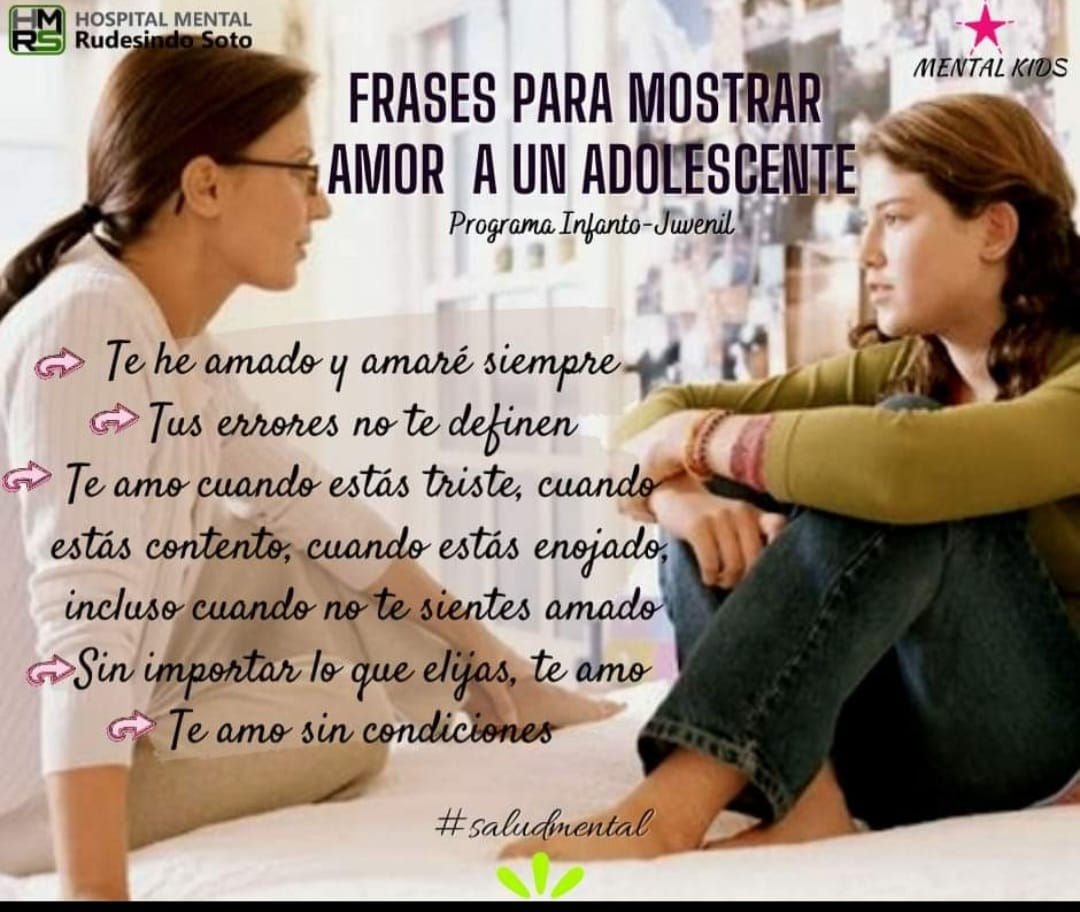 HMRS HOSPITAL MENTAL
Rudesindo Soto
MENTAL KIDS
FRASES PARA MOSTRAR
AMOR A UN ADOLESCENTE
Programa Infanto-Juvenil
Te he amado y amaré siempre
Tus errores no te definen
Te amo cuando estás triste, cuando
estás contento, cuando estás enojado,
incluso cuando no te sientes amado
Sin importar lo que elijas, te amo
Te amo sin condiciones
#saludmental